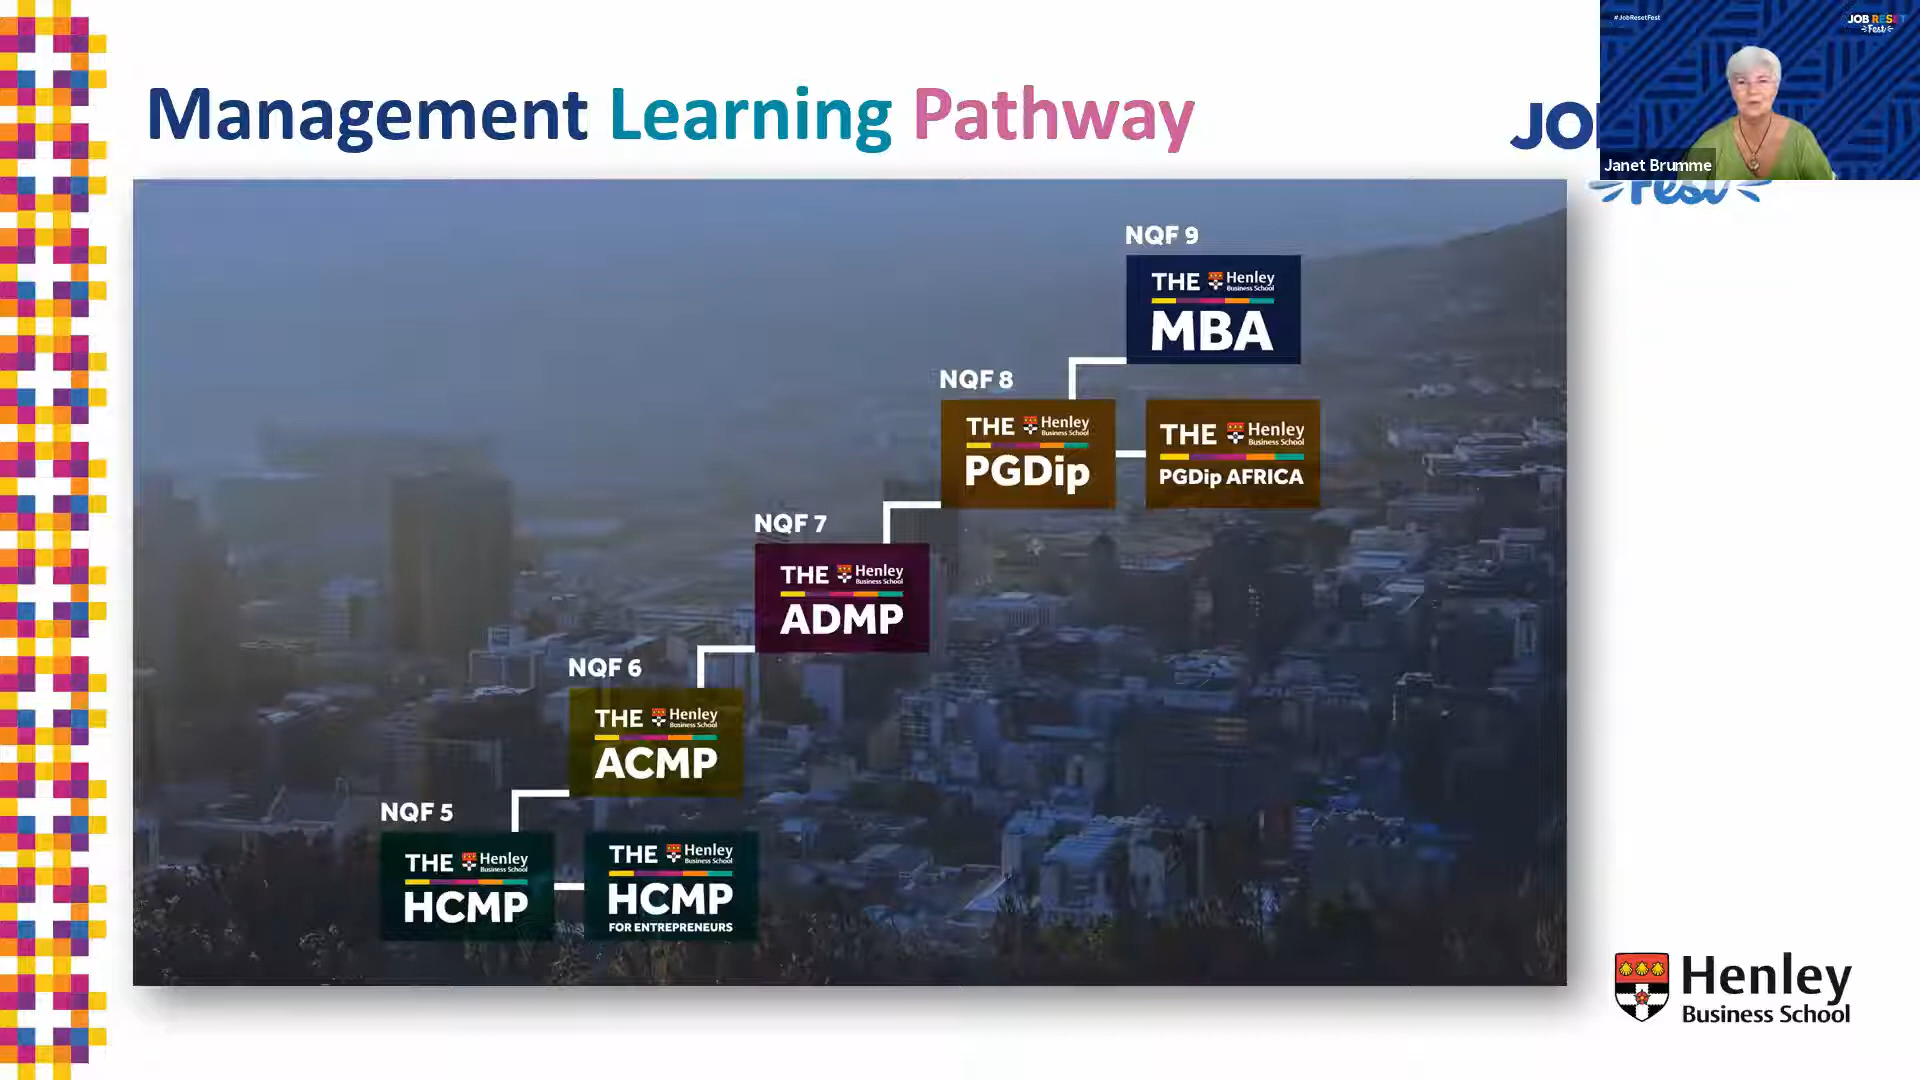 #JobResetFest
JOB RESET
Fest
Janet Brumme
Management Learning Pathway
JO
Fest
NQF 9
THE Henley
Business School
MBA
NQF 8
THE Henley
Business School
PGDip
THE Henley
Business School
PGDip AFRICA
NQF 7
THE Henley
Business School
ADMP
NQF 6
THE Henley
Business School
ACMP
NQF 5
THE Henley
Business School
HCMP
THE Henley
Business School
HCMP
FOR ENTREPRENEURS
Henley
Business School